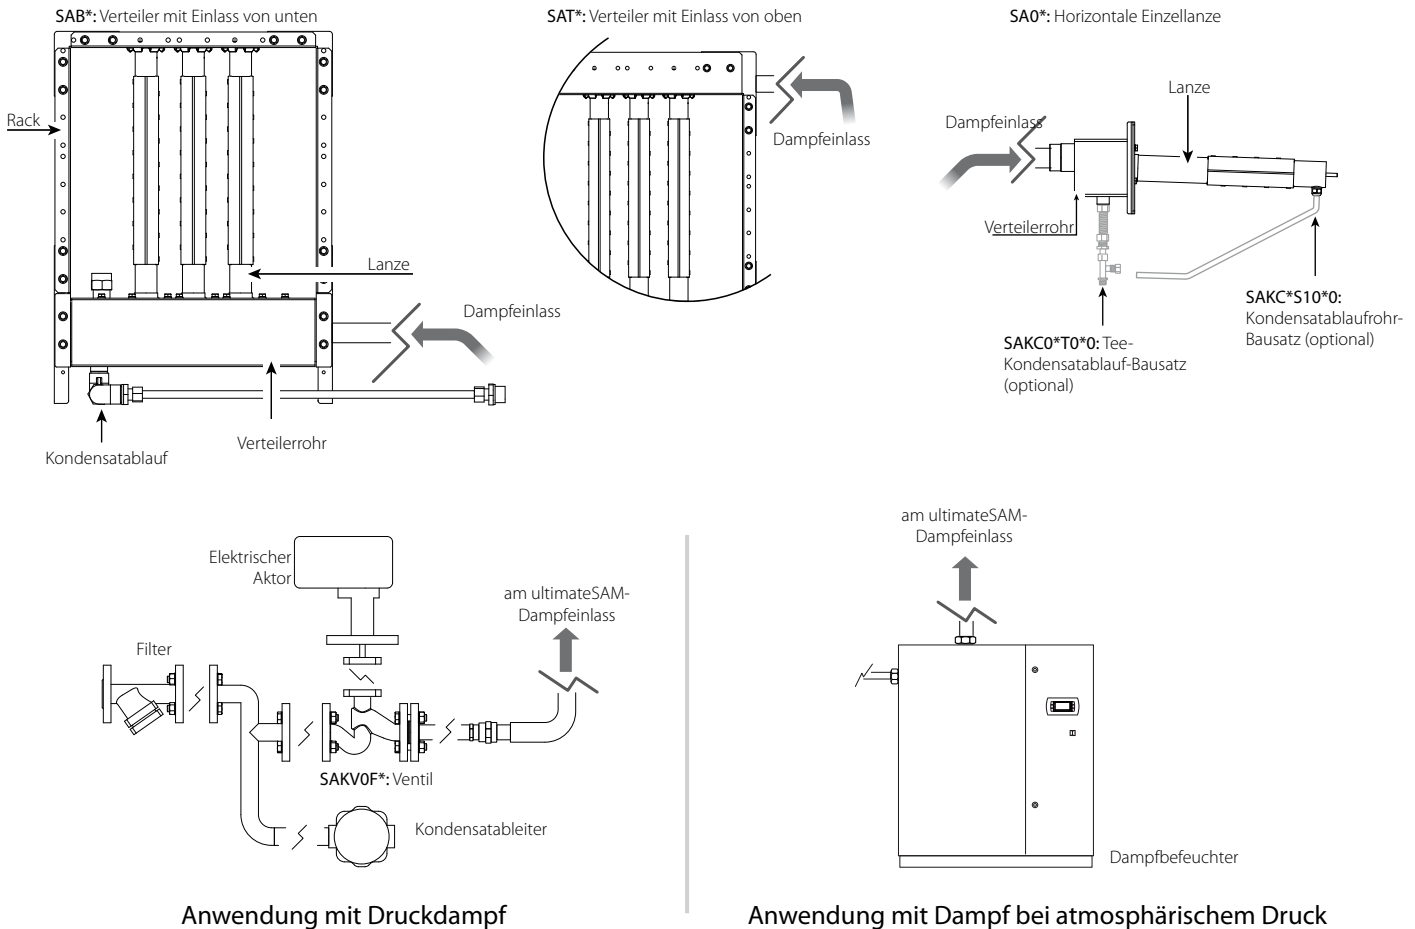 SAB*: Verteiler mit Einlass von unten
Rack
Lanze
Dampfeinlass
Verteilerrohr
Kondensatablauf
SAT*: Verteiler mit Einlass von oben
Dampfeinlass
SA0*: Horizontale Einzellanze
Lanze
Dampfeinlass
Verteilerrohr
SAKC0*T0*0: Tee-
Kondensatablauf-Bausatz
(optional)
SAKC*S10*0:
Kondensatablaufrohr-
Bausatz (optional)
Elektrischer
Aktor
Filter
am ultimateSAM-
Dampfeinlass
SAKV0F*: Ventil
Kondensatableiter
Anwendung mit Druckdampf
am ultimateSAM-
Dampfeinlass
Dampfbefeuchter
Anwendung mit Dampf bei atmosphärischem Druck